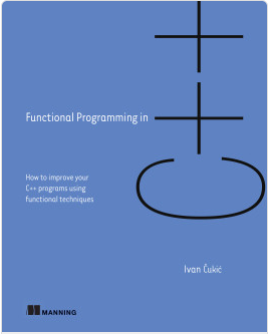 Functional Programming in C++
How to improve your
C++ programs using
functional techniques
Ivan Čukić
MANNING